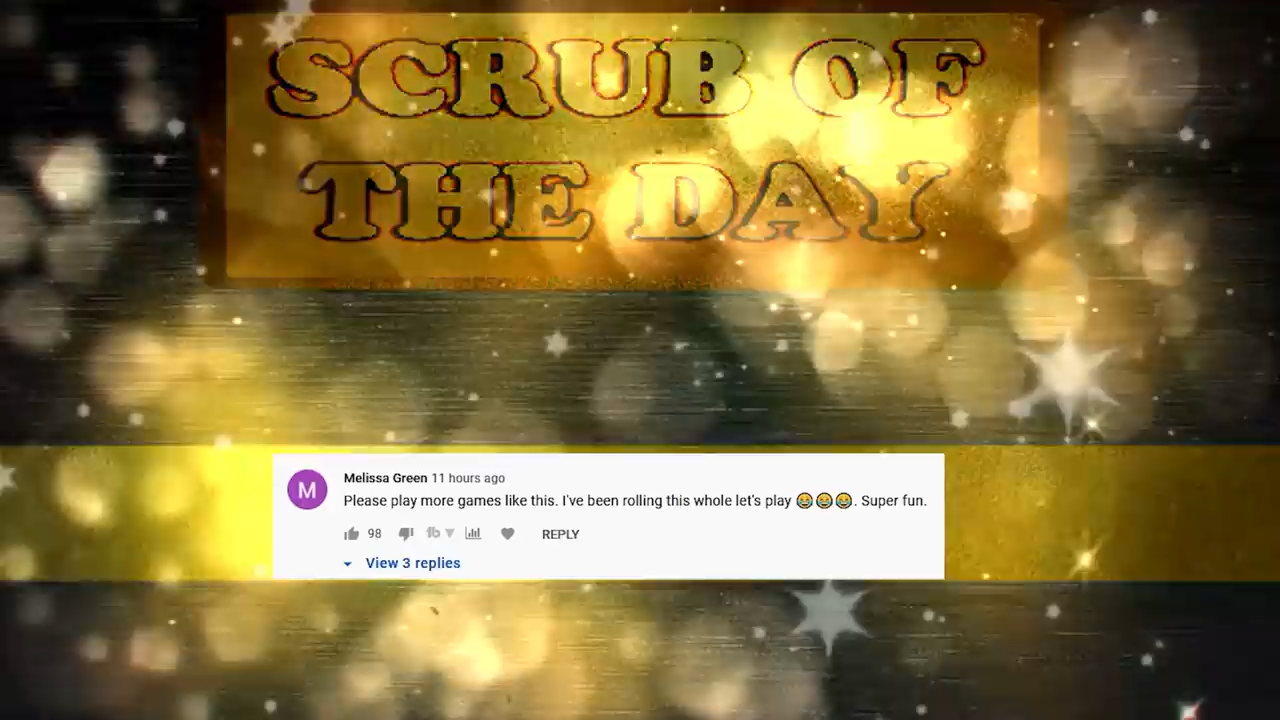 SCRUB OF
THE DAY
M
Melissa Green 11 hours ago
Please play more games like this. I've been rolling this whole let's play 😂😂😂. Super fun.
98 REPLY
View 3 replies